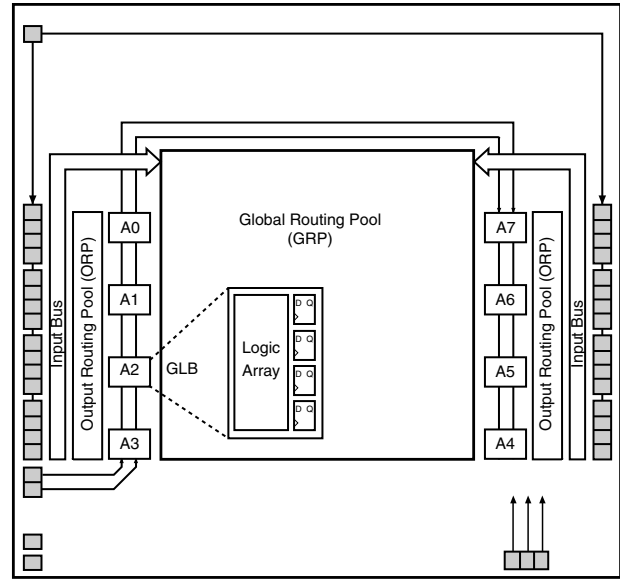 Global Routing Pool
(GRP)
A0
A1
A2
A3
A7
A6
A5
A4
Input Bus
Output Routing Pool (ORP)
Output Routing Pool (ORP)
Input Bus
GLB
Logic
Array
D Q
D Q
D Q
D Q